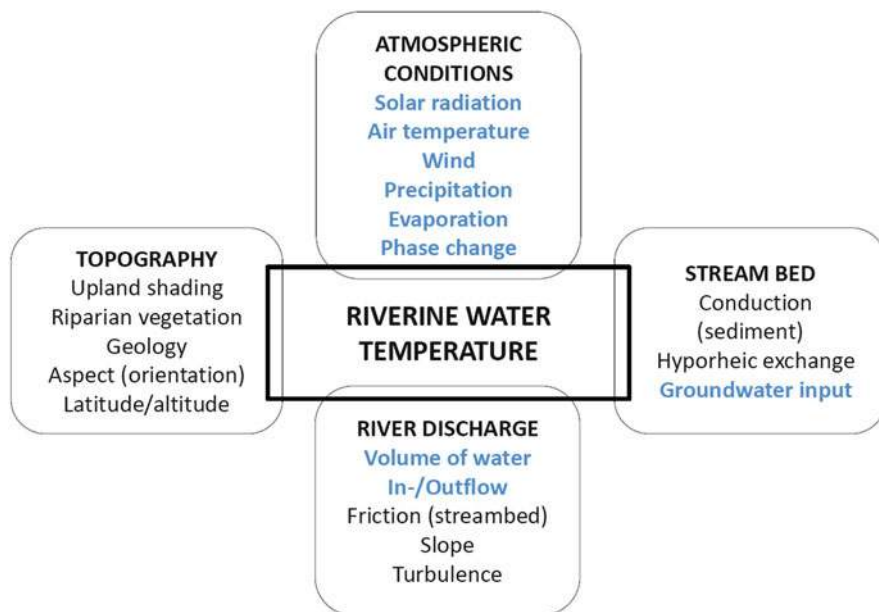 ATMOSPHERIC
CONDITIONS
Solar radiation
Air temperature
Wind
Precipitation
Evaporation
Phase change
TOPOGRAPHY
Upland shading
Riparian vegetation
Geology
Aspect (orientation)
Latitude/altitude
RIVERINE WATER
TEMPERATURE
STREAM BED
Conduction
(sediment)
Hyporheic exchange
Groundwater input
RIVER DISCHARGE
Volume of water
In-/Outflow
Friction (streambed)
Slope
Turbulence